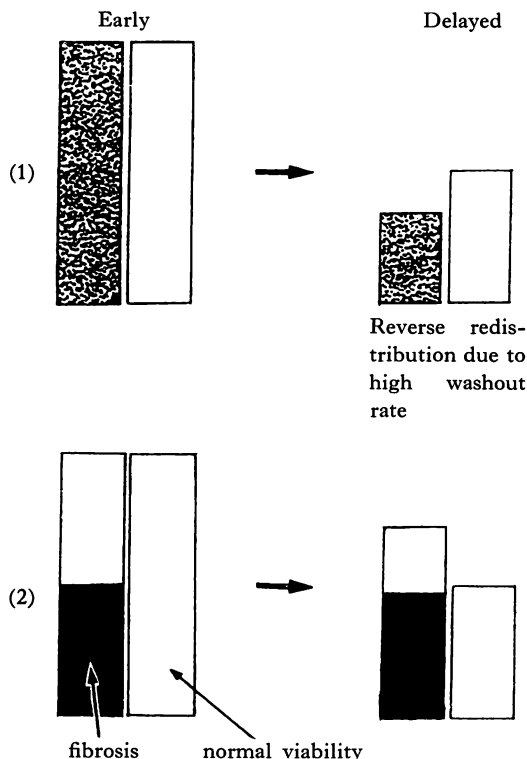 Early Delayed
(1)
Reverse redis-
tribution due to
high washout
rate
(2)
fibrosis normal viability